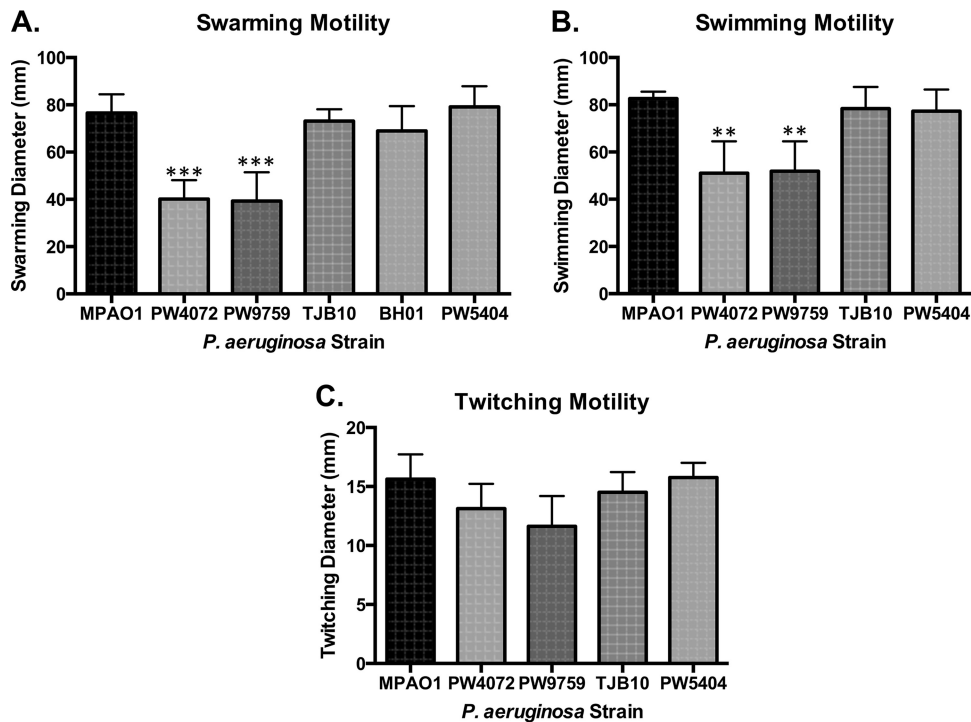 A.
Swarming Motility
Swarming Diameter (mm)
100
80
60
40
20
0
***
***
MPAO1 PW4072 PW9759 TJB10 BH01 PW5404
P. aeruginosa Strain
B.
Swimming Motility
Swimming Diameter (mm)
100
80
60
40
20
0
**
**
MPAO1 PW4072 PW9759 TJB10 PW5404
P. aeruginosa Strain
C.
Twitching Motility
Twitching Diameter (mm)
20
15
10
5
0
MPAO1 PW4072 PW9759 TJB10 PW5404
P. aeruginosa Strain